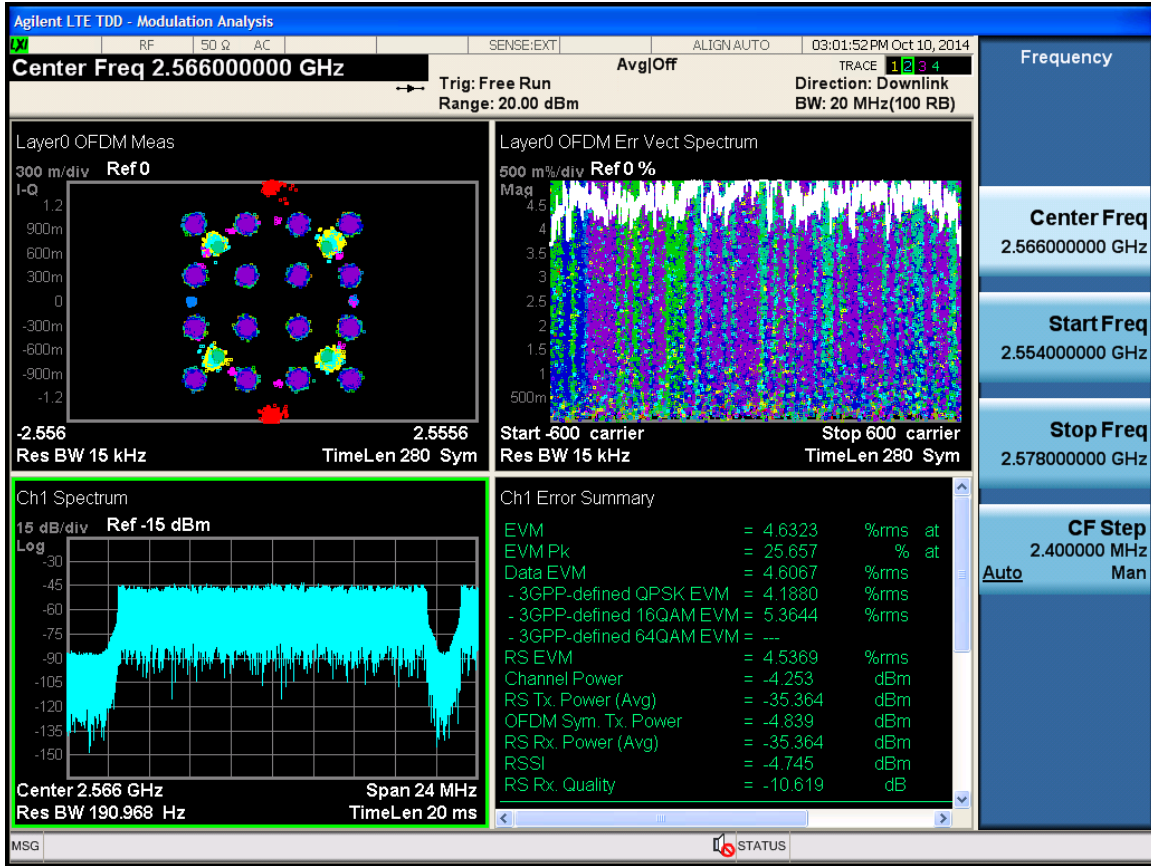 Agilent LTE TDD - Modulation Analysis
LXI RF 50 Ω AC SENSE:EXT ALIGN AUTO 03:01:52 PM Oct 10, 2014
Center Freq 2.566000000 GHz
Avg|Off
TRACE 1 2 3 4
Trig: Free Run
Direction: Downlink
Range: 20.00 dBm
BW: 20 MHz(100 RB)
Layer0 OFDM Meas
300 m/div Ref 0
I-Q
1.2
900m
600m
300m
0
-300m
-600m
-900m
-1.2
-2.556 2.5556
Res BW 15 kHz TimeLen 280 Sym
Layer0 OFDM Err Vect Spectrum
500 m%/div Ref 0 %
Mag
4.5
4
3.5
3
2.5
2
1.5
1
500m
Start -600 carrier Stop 600 carrier
Res BW 15 kHz TimeLen 280 Sym
Ch1 Spectrum
15 dB/div Ref -15 dBm
Log
-30
-45
-60
-75
-90
-105
-120
-135
-150
Center 2.566 GHz Span 24 MHz
Res BW 190.968 Hz TimeLen 20 ms
Ch1 Error Summary
EVM = 4.6323 %rms at
EVM Pk = 25.657 % at
Data EVM = 4.6067 %rms
- 3GPP-defined QPSK EVM = 4.1880 %rms
- 3GPP-defined 16QAM EVM = 5.3644 %rms
- 3GPP-defined 64QAM EVM = ---
RS EVM = 4.5369 %rms
Channel Power = -4.253 dBm
RS Tx. Power (Avg) = -35.364 dBm
OFDM Sym. Tx. Power = -4.839 dBm
RS Rx. Power (Avg) = -35.364 dBm
RSSI = -4.745 dBm
RS Rx. Quality = -10.619 dB
Frequency
Center Freq
2.566000000 GHz
Start Freq
2.554000000 GHz
Stop Freq
2.578000000 GHz
CF Step
2.400000 MHz
Auto Man
MSG STATUS